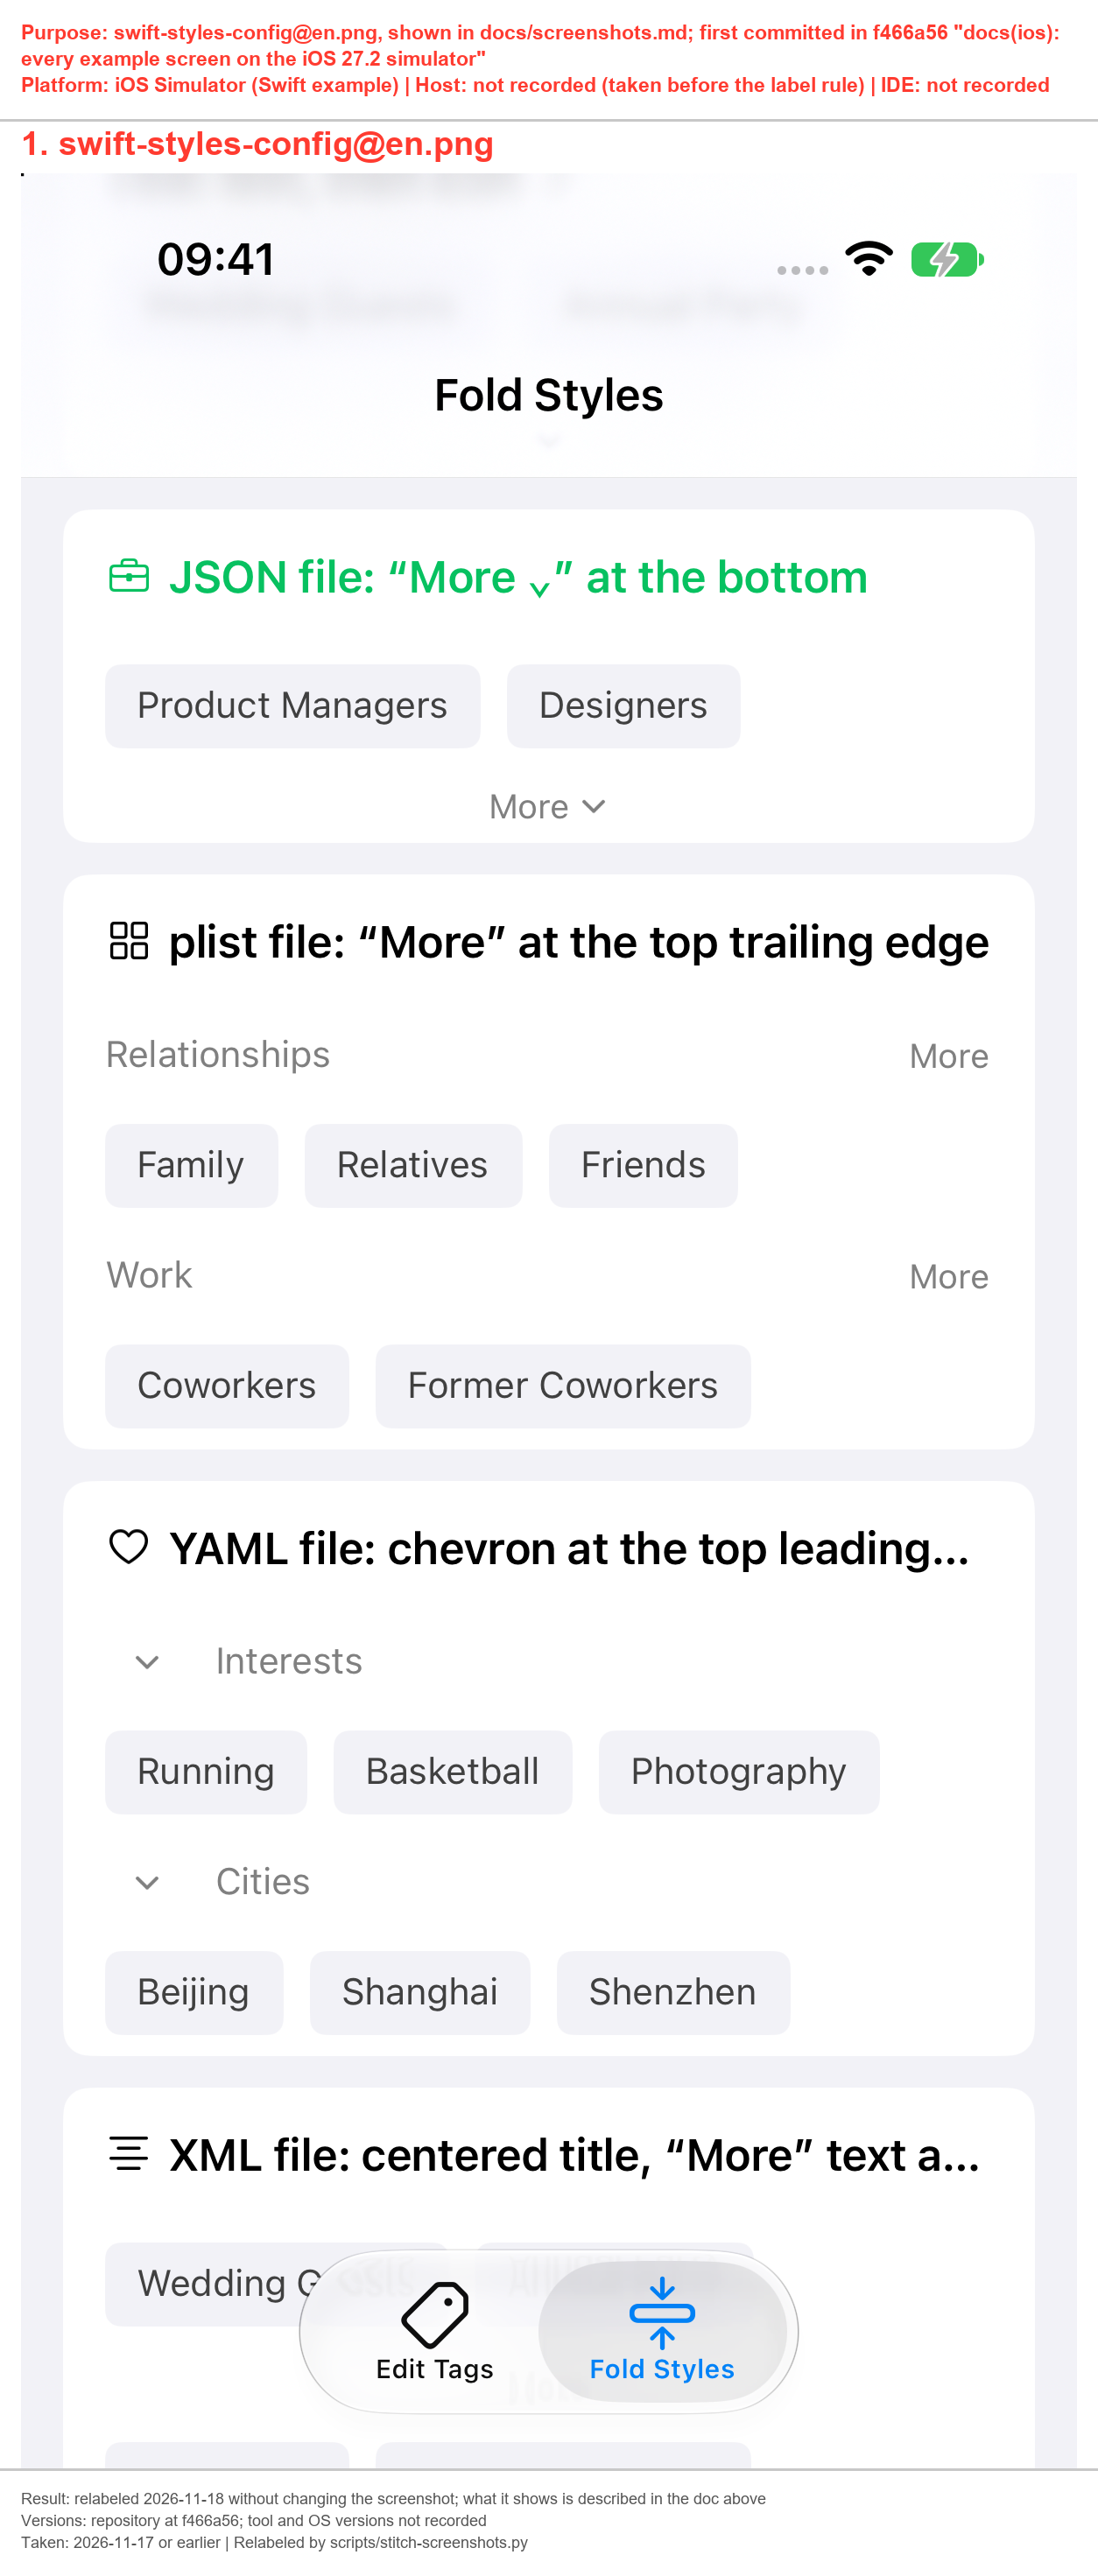 Purpose: swift-styles-config@en.png, shown in docs/screenshots.md; first committed in f466a56 "docs(ios):
every example screen on the iOS 27.2 simulator"
Platform: iOS Simulator (Swift example) | Host: not recorded (taken before the label rule) | IDE: not recorded
1. swift-styles-config@en.png
09:41
Wedding Guests Annual Party
Fold Styles
JSON file: “More ⌄” at the bottom
Product Managers Designers
More
plist file: “More” at the top trailing edge
Relationships More
Family Relatives Friends
Work More
Coworkers Former Coworkers
YAML file: chevron at the top leading...
Interests
Running Basketball Photography
Cities
Beijing Shanghai Shenzhen
XML file: centered title, “More” text a...
Wedding G
Edit Tags Fold Styles
Result: relabeled 2026-11-18 without changing the screenshot; what it shows is described in the doc above
Versions: repository at f466a56; tool and OS versions not recorded
Taken: 2026-11-17 or earlier | Relabeled by scripts/stitch-screenshots.py